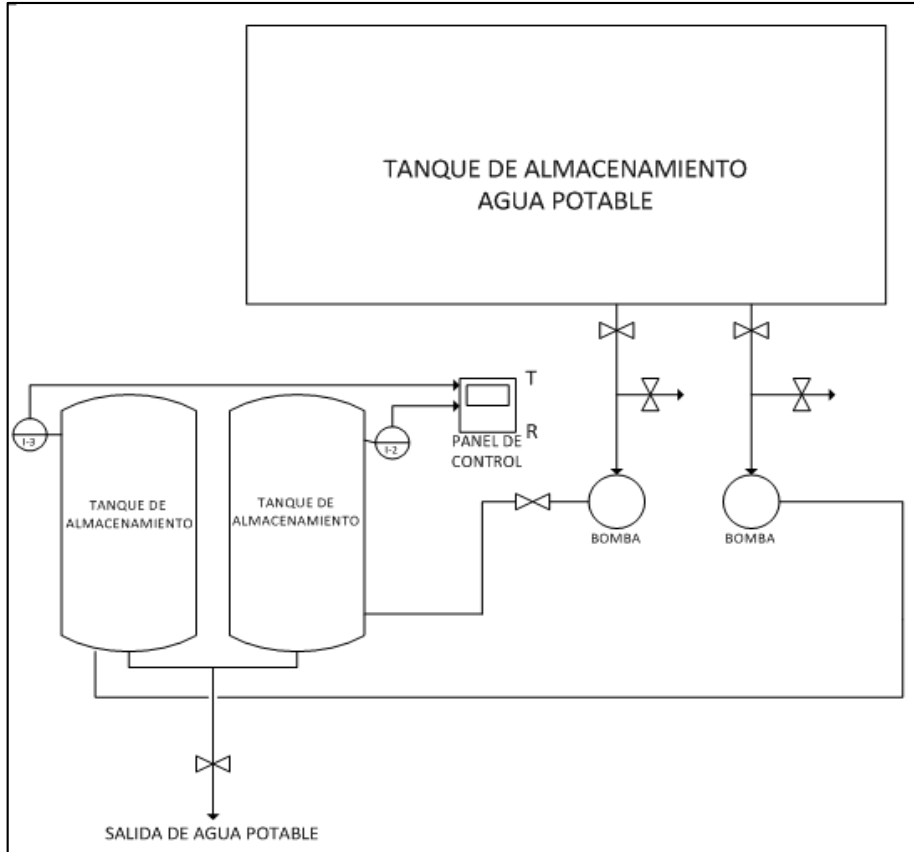 TANQUE DE ALMACENAMIENTO
AGUA POTABLE
T
R
PANEL DE
CONTROL
I-3
I-2
TANQUE DE
ALMACENAMIENTO
TANQUE DE
ALMACENAMIENTO
BOMBA
BOMBA
SALIDA DE AGUA POTABLE